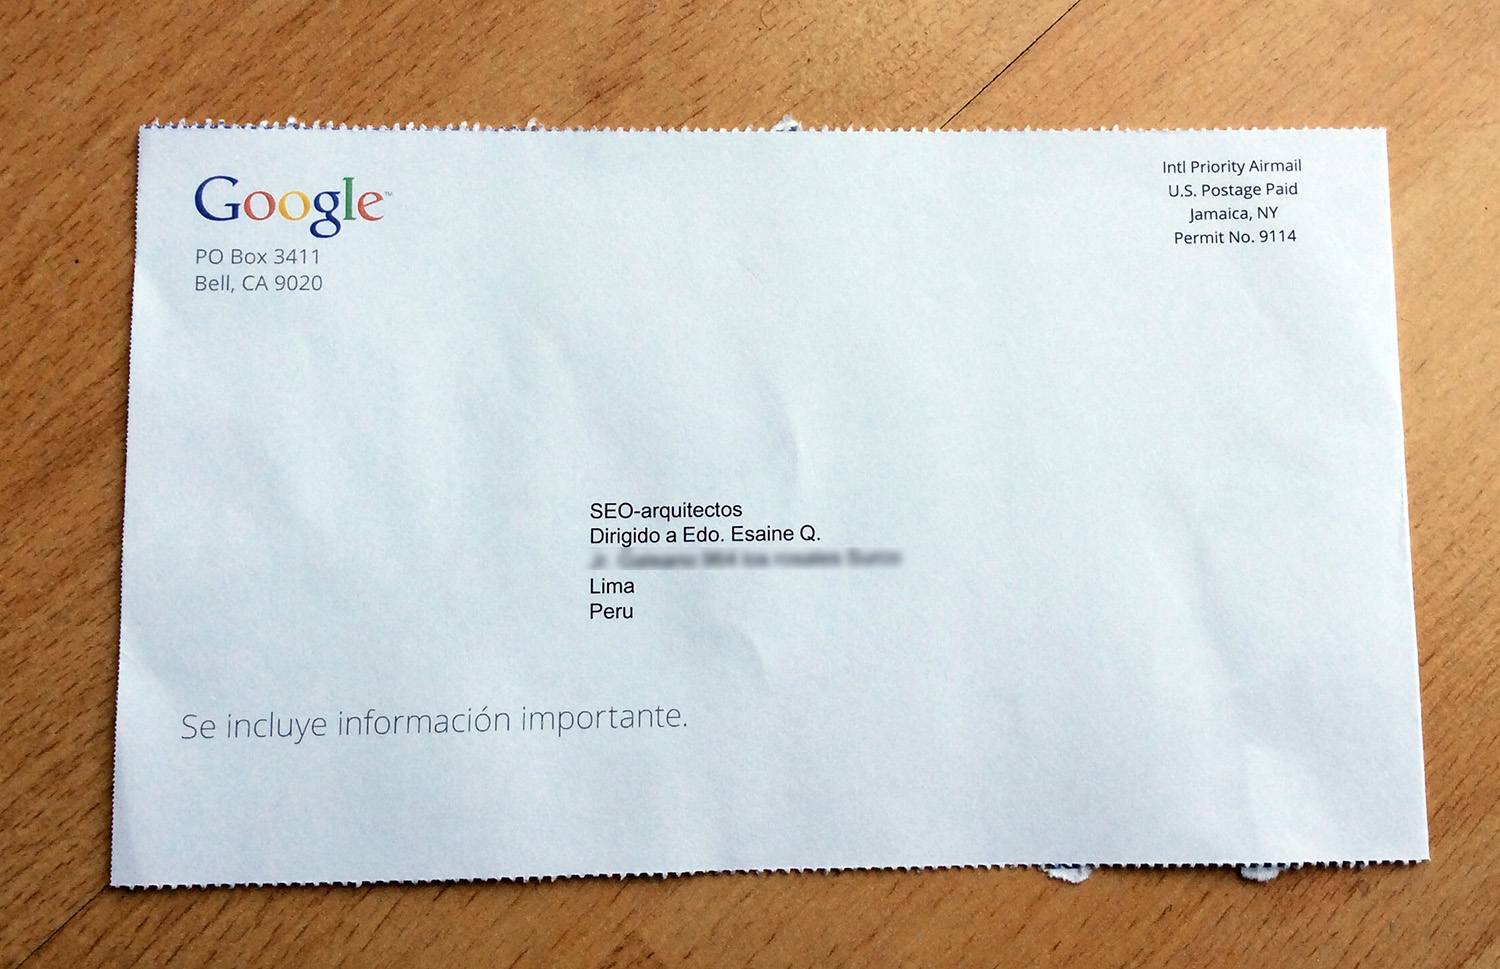 Google™
PO Box 3411
Bell, CA 9020
Intl Priority Airmail
U.S. Postage Paid
Jamaica, NY
Permit No. 9114
SEO-arquitectos
Dirigido a Edo. Esaine Q.
Lima
Peru
Se incluye información importante.